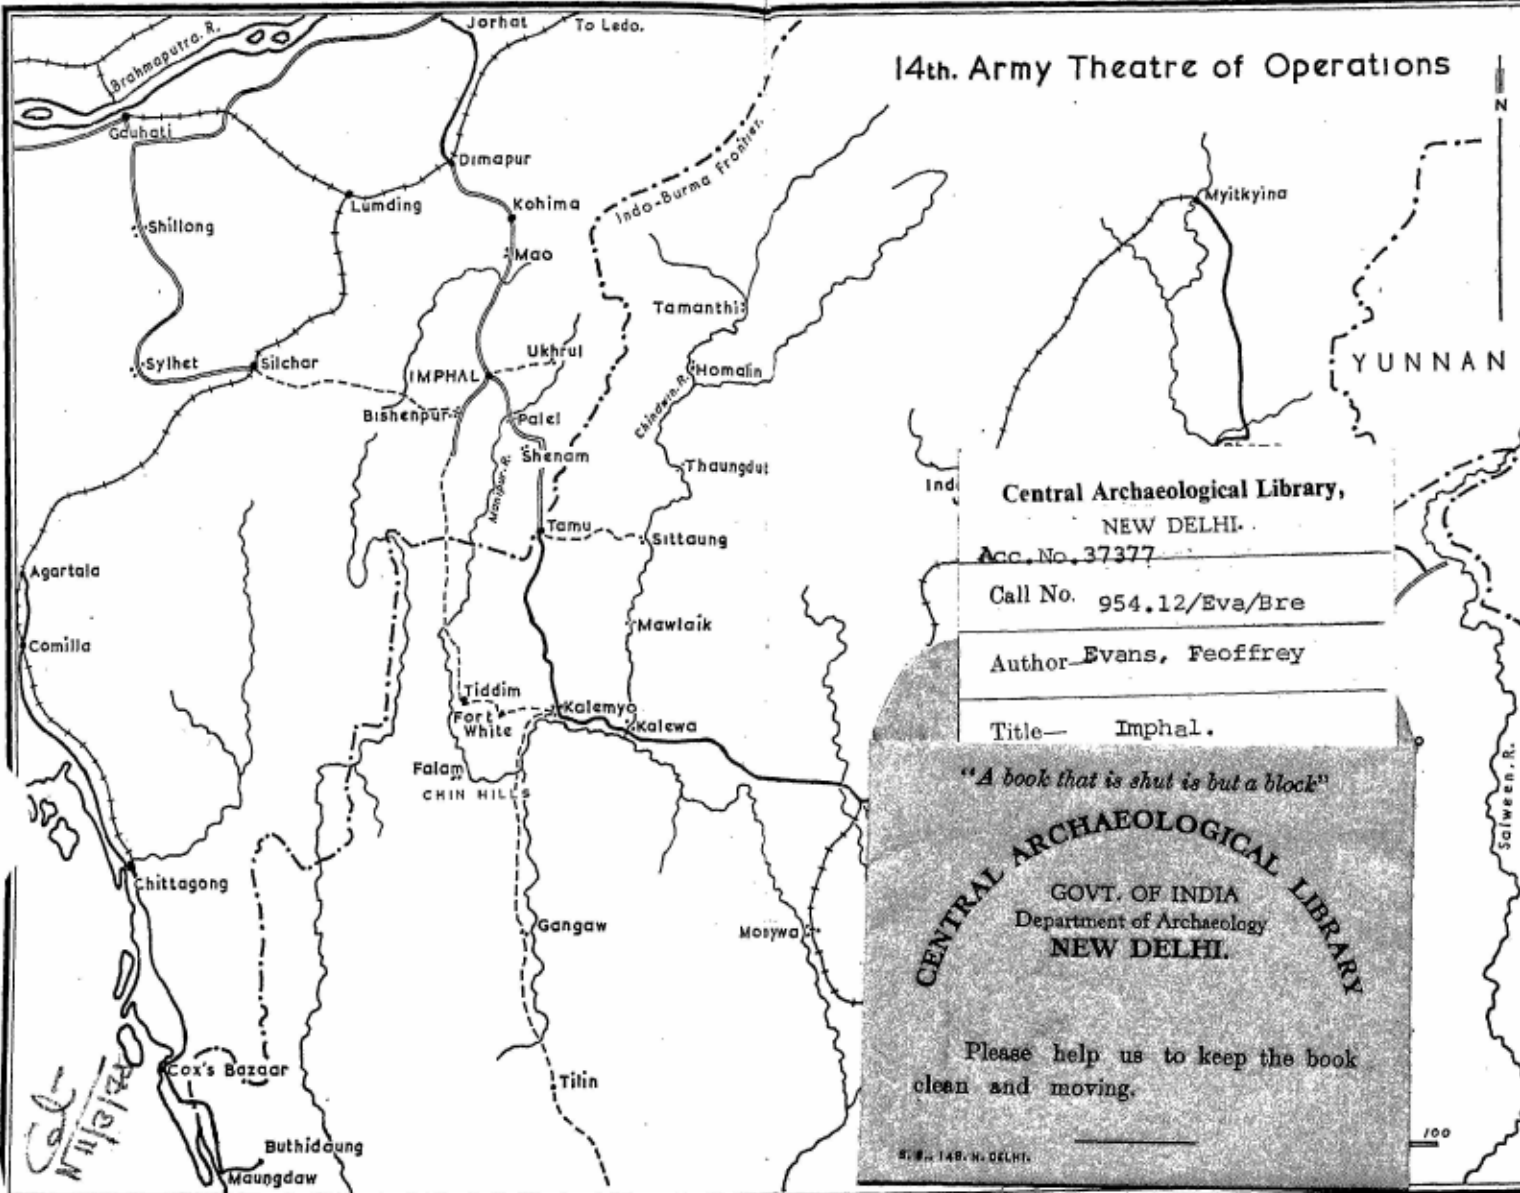 Jorhat
To Ledo.
Brahmaputra. R.
14th. Army Theatre of Operations
N
Gauhati
Dimapur
Indo-Burma Frontier.
Lumding
Kohima
Myitkyina
Shillong
Mao
Tamanthi
Sylhet
Silchar
Ukhrul
IMPHAL
Homalin
YUNNAN
Chindwin. R.
Bishenpur
Palel
Shenam
Manipur. R.
Thaungdut
Ind
Tamu
Sittaung
Agartala
Comilla
Mawlaik
Tiddim
Fort
White
Kalemyo
Kalewa
Falam
CHIN HILLS
Salween. R.
Chittagong
Gangaw
Cox's Bazaar
Tilin
Buthidaung
Maungdaw
100
Central Archaeological Library,
NEW DELHI.
Acc. No. 37377
Call No. 954.12/Eva/Bre
Author— Evans, Feoffrey
Title— Imphal.
"A book that is shut is but a block"
CENTRAL ARCHAEOLOGICAL LIBRARY
GOVT. OF INDIA
Department of Archaeology
NEW DELHI.
Please help us to keep the book
clean and moving.
S. B., 148. N. DELHI.